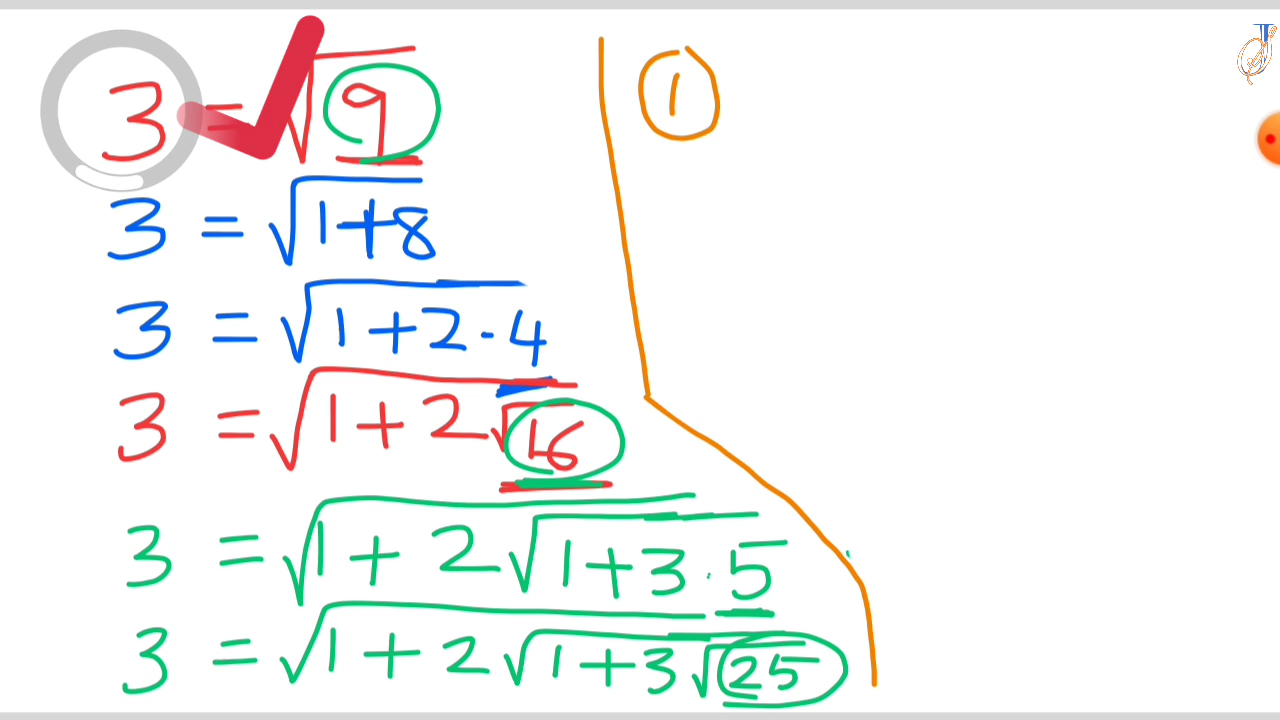 3 = √9
3 = √(1+8)
3 = √(1+2·4)
3 = √(1+2√16)
3 = √(1+2√(1+3·5))
3 = √(1+2√(1+3√25))
①